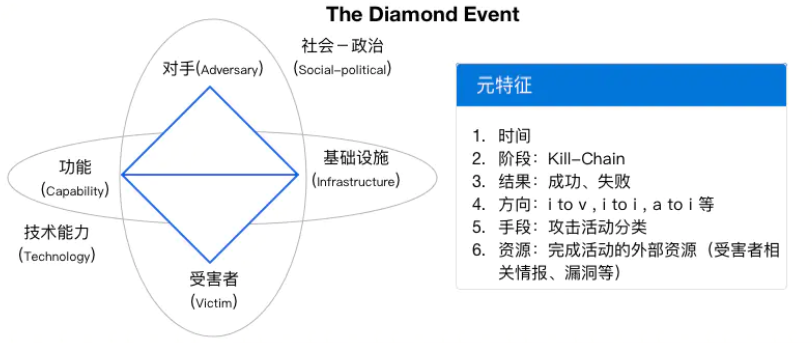 The Diamond Event
社会－政治
(Social-political)
对手(Adversary)
功能
(Capability)
基础设施
(Infrastructure)
技术能力
(Technology)
受害者
(Victim)
元特征
1. 时间
2. 阶段：Kill-Chain
3. 结果：成功、失败
4. 方向：i to v , i to i , a to i 等
5. 手段：攻击活动分类
6. 资源：完成活动的外部资源（受害者相
关情报、漏洞等）